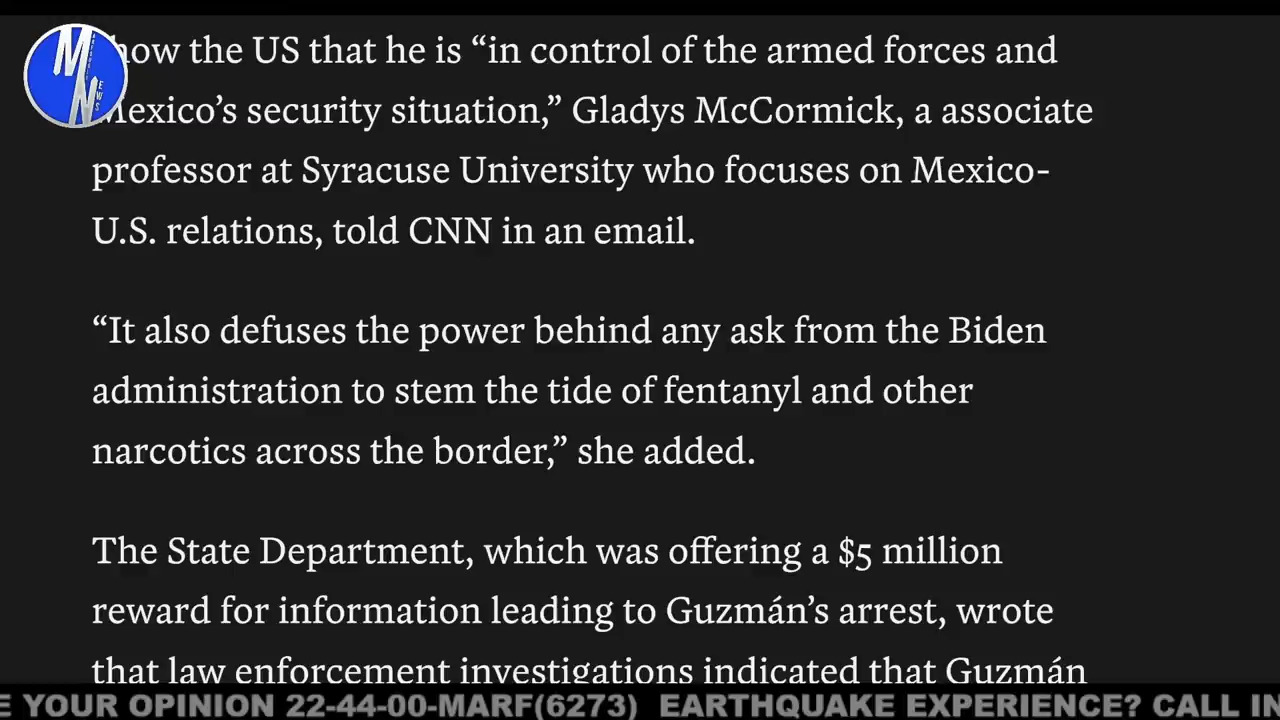 how the US that he is “in control of the armed forces and
Mexico’s security situation,” Gladys McCormick, a associate
professor at Syracuse University who focuses on Mexico-
U.S. relations, told CNN in an email.
“It also defuses the power behind any ask from the Biden
administration to stem the tide of fentanyl and other
narcotics across the border,” she added.
The State Department, which was offering a $5 million
reward for information leading to Guzmán’s arrest, wrote
that law enforcement investigations indicated that Guzmán
E YOUR OPINION 22-44-00-MARF(6273) EARTHQUAKE EXPERIENCE? CALL IN